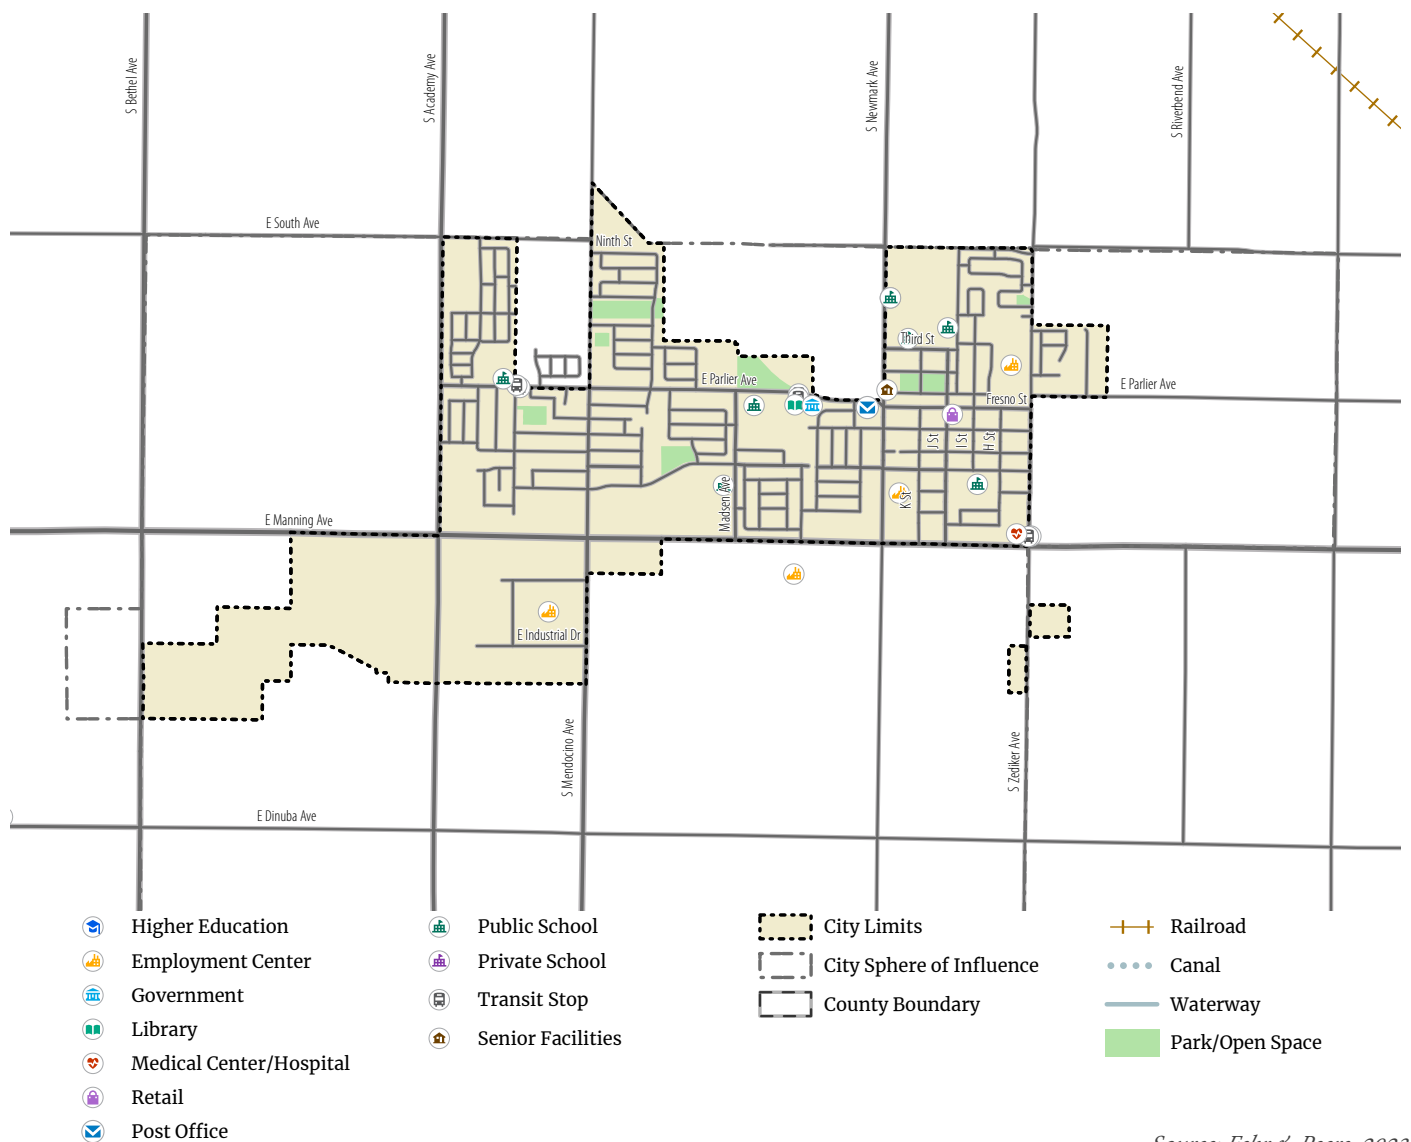 S Bethel Ave
S Academy Ave
S Newmark Ave
S Riverbend Ave
E South Ave
Ninth St
Third St
E Parlier Ave
E Parlier Ave
Fresno St
J St
I St
H St
K St
Madsen Ave
E Manning Ave
E Industrial Dr
S Mendocino Ave
S Zediker Ave
E Dinuba Ave
Higher Education
Employment Center
Government
Library
Medical Center/Hospital
Retail
Post Office
Public School
Private School
Transit Stop
Senior Facilities
City Limits
City Sphere of Influence
County Boundary
Railroad
Canal
Waterway
Park/Open Space